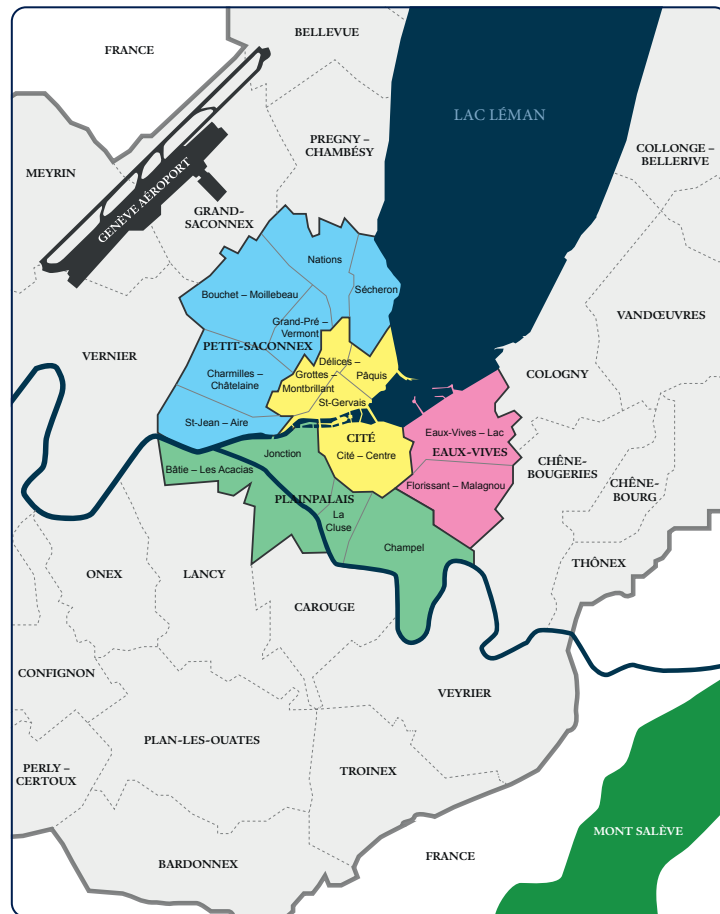 BELLEVUE
FRANCE
LAC LÉMAN
PREGNY –
CHAMBÉSY
COLLONGE –
BELLERIVE
MEYRIN
GENÈVE AÉROPORT
GRAND-
SACONNEX
Nations
Sécheron
Bouchet – Moillebeau
VANDŒUVRES
Grand-Pré –
Vermont
PETIT-SACONNEX
VERNIER
Délices –
Grottes –
Montbrillant
Pâquis
COLOGNY
Charmilles –
Châtelaine
St-Gervais
St-Jean – Aire
Eaux-Vives – Lac
CITÉ
Cité – Centre
EAUX-VIVES
Jonction
CHÊNE-
BOUGERIES
Bâtie – Les Acacias
Florissant – Malagnou
CHÊNE-
BOURG
PLAINPALAIS
La
Cluse
Champel
THÔNEX
ONEX
LANCY
CAROUGE
CONFIGNON
VEYRIER
PLAN-LES-OUATES
PERLY –
CERTOUX
TROINEX
MONT SALÈVE
BARDONNEX
FRANCE